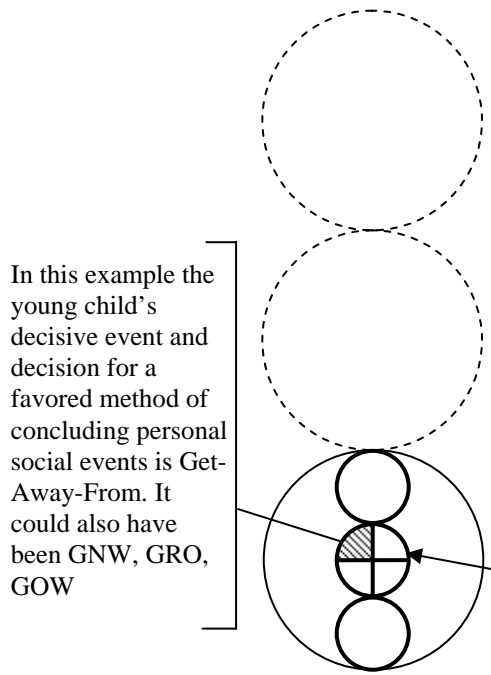 In this example the
young child’s
decisive event and
decision for a
favored method of
concluding personal
social events is Get-
Away-From. It
could also have
been GNW, GRO,
GOW